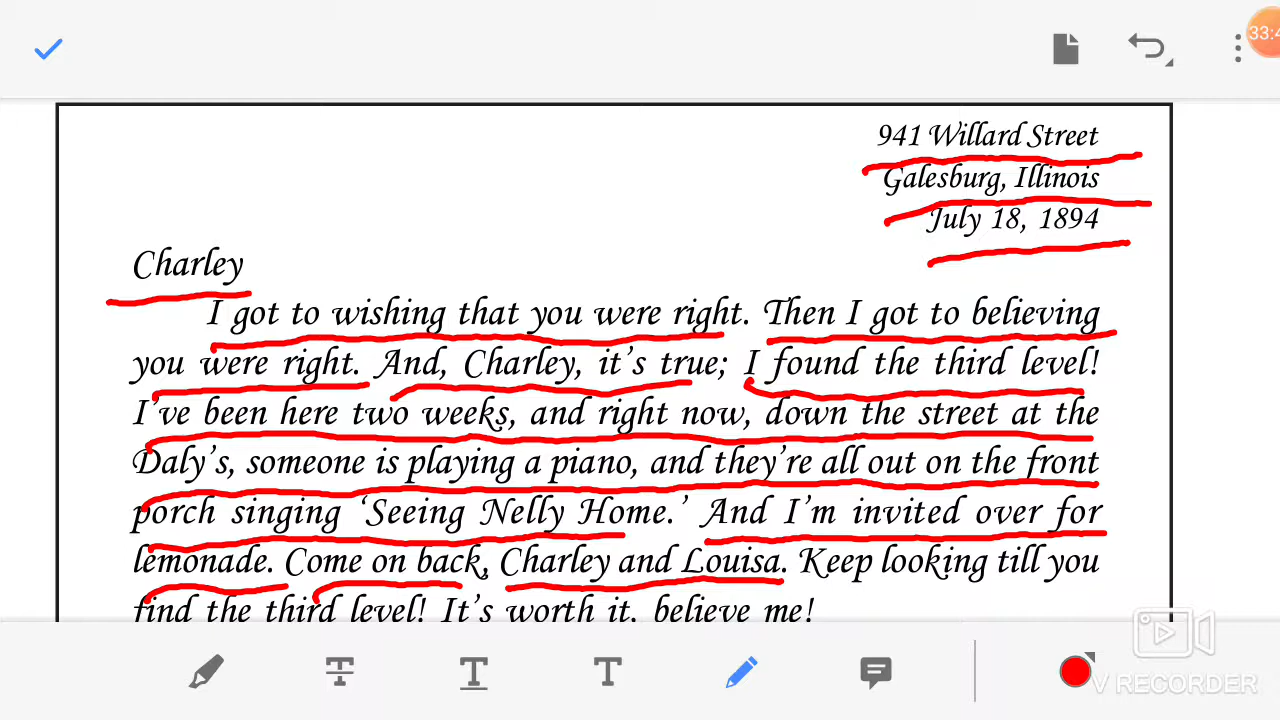 33:4
941 Willard Street
Galesburg, Illinois
July 18, 1894
Charley
I got to wishing that you were right. Then I got to believing
you were right. And, Charley, it's true; I found the third level!
I've been here two weeks, and right now, down the street at the
Daly's, someone is playing a piano, and they're all out on the front
porch singing ‘Seeing Nelly Home.’ And I'm invited over for
lemonade. Come on back, Charley and Louisa. Keep looking till you
find the third level! It's worth it, believe me!
T T T
V RECORDER